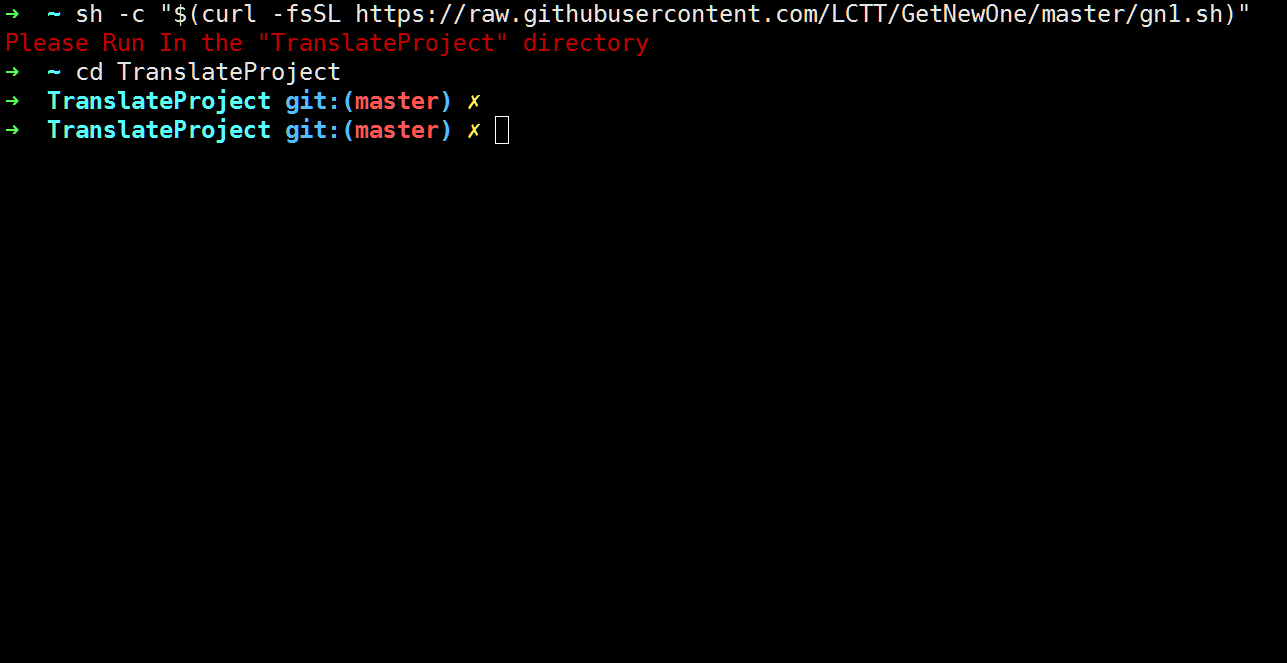 ➜  ~ sh -c "$(curl -fsSL https://raw.githubusercontent.com/LCTT/GetNewOne/master/gn1.sh)"
Please Run In the "TranslateProject" directory
➜  ~ cd TranslateProject
➜  TranslateProject git:(master) ✗
➜  TranslateProject git:(master) ✗